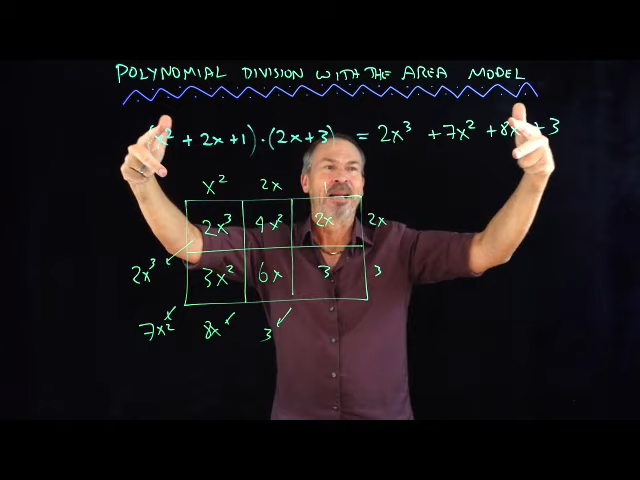 POLYNOMIAL DIVISION WITH THE AREA MODEL
(x² + 2x + 1) · (2x + 3) = 2x³ + 7x² + 8x + 3
x² 2x 1
2x³ 4x² 2x 2x
2x³ 3x² 6x 3 3
7x² 8x 3